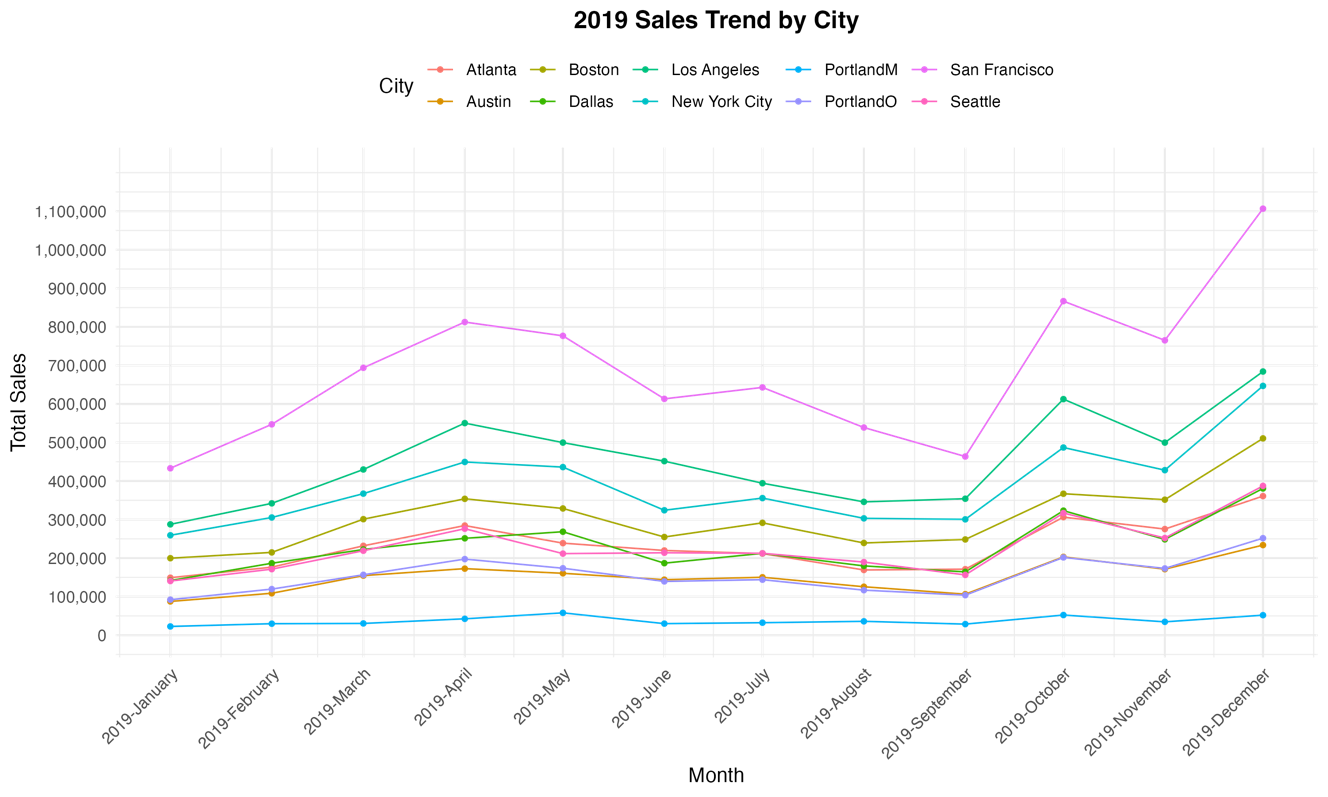 2019 Sales Trend by City
City
Atlanta Boston Los Angeles PortlandM San Francisco
Austin Dallas New York City PortlandO Seattle
Total Sales
1,100,000
1,000,000
900,000
800,000
700,000
600,000
500,000
400,000
300,000
200,000
100,000
0
2019-January
2019-February
2019-March
2019-April
2019-May
2019-June
2019-July
2019-August
2019-September
2019-October
2019-November
2019-December
Month